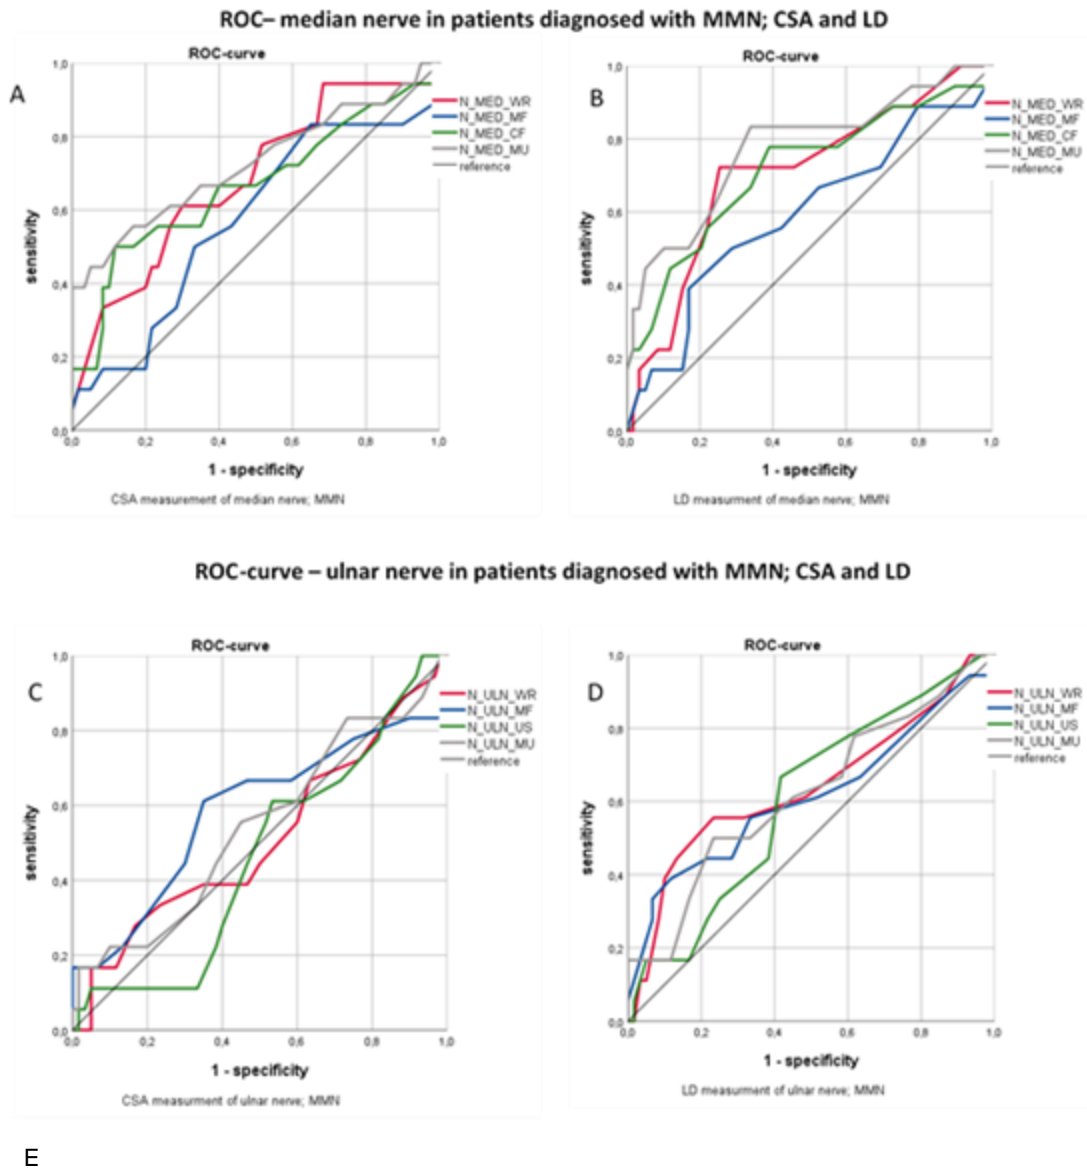 ROC– median nerve in patients diagnosed with MMN; CSA and LD
A
ROC-curve
1,0
0,8
0,6
0,4
0,2
0,0
0,0 0,2 0,4 0,6 0,8 1,0
sensitivity
1 - specificity
N_MED_WR
N_MED_MF
N_MED_CF
N_MED_MU
reference
CSA measurement of median nerve; MMN
B
ROC-curve
1,0
0,8
0,6
0,4
0,2
0,0
0,0 0,2 0,4 0,6 0,8 1,0
sensitivity
1 - specificity
N_MED_WR
N_MED_MF
N_MED_CF
N_MED_MU
reference
LD measurment of median nerve; MMN
ROC-curve – ulnar nerve in patients diagnosed with MMN; CSA and LD
C
ROC-curve
1,0
0,8
0,6
0,4
0,2
0,0
0,0 0,2 0,4 0,6 0,8 1,0
sensitivity
1 - specificity
N_ULN_WR
N_ULN_MF
N_ULN_US
N_ULN_MU
reference
CSA measurment of ulnar nerve; MMN
D
ROC-curve
1,0
0,8
0,6
0,4
0,2
0,0
0,0 0,2 0,4 0,6 0,8 1,0
sensitivity
1 - specificity
N_ULN_WR
N_ULN_MF
N_ULN_US
N_ULN_MU
reference
LD measurment of ulnar nerve; MMN
E